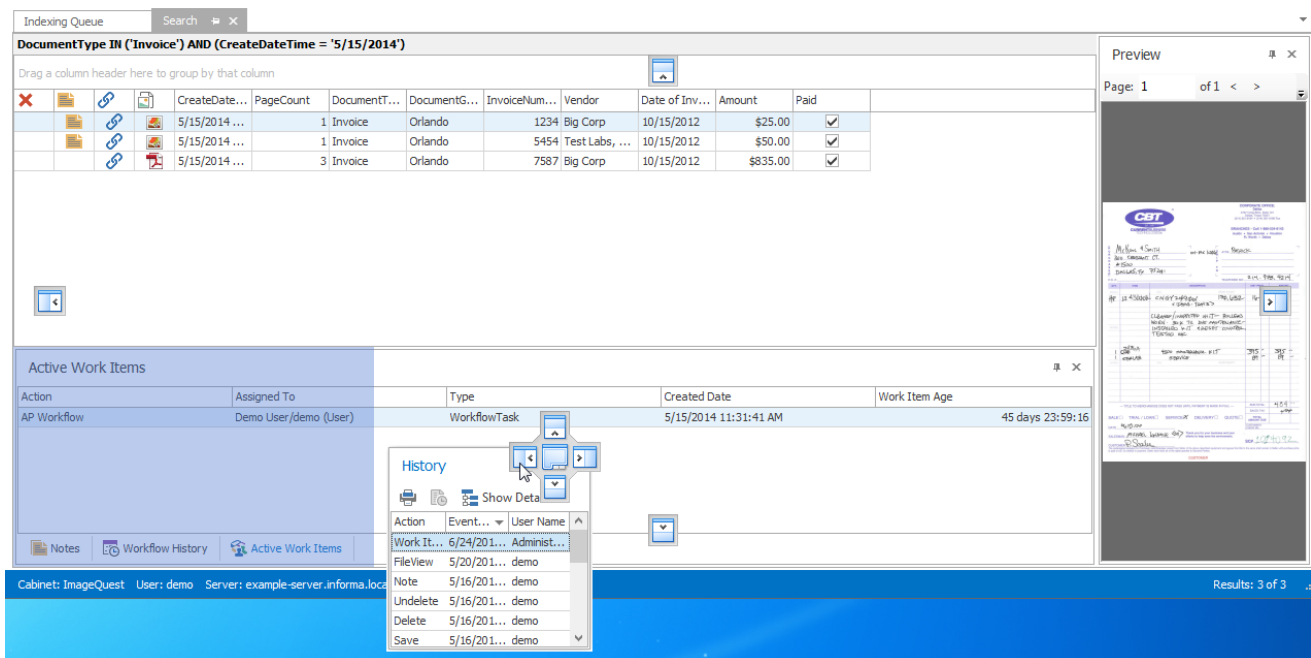 Indexing Queue Search
DocumentType IN ('Invoice') AND (CreateDateTime = '5/15/2014')
Drag a column header here to group by that column
CreateDate... PageCount DocumentT... DocumentG... InvoiceNum... Vendor Date of Inv... Amount Paid
5/15/2014 ... 1 Invoice Orlando 1234 Big Corp 10/15/2012 $25.00
5/15/2014 ... 1 Invoice Orlando 5454 Test Labs, ... 10/15/2012 $50.00
5/15/2014 ... 3 Invoice Orlando 7587 Big Corp 10/15/2012 $835.00
Preview
Page: 1 of 1 < >
CBT
Active Work Items
Action Assigned To Type Created Date Work Item Age
AP Workflow Demo User/demo (User) WorkflowTask 5/15/2014 11:31:41 AM 45 days 23:59:16
History
Show Deta
Action Event... User Name
Work It... 6/24/201... Administ...
FileView 5/20/201... demo
Note 5/16/201... demo
Undelete 5/16/201... demo
Delete 5/16/201... demo
Save 5/16/201... demo
Notes Workflow History Active Work Items
Cabinet: ImageQuest User: demo Server: example-server.informa.loca
Results: 3 of 3